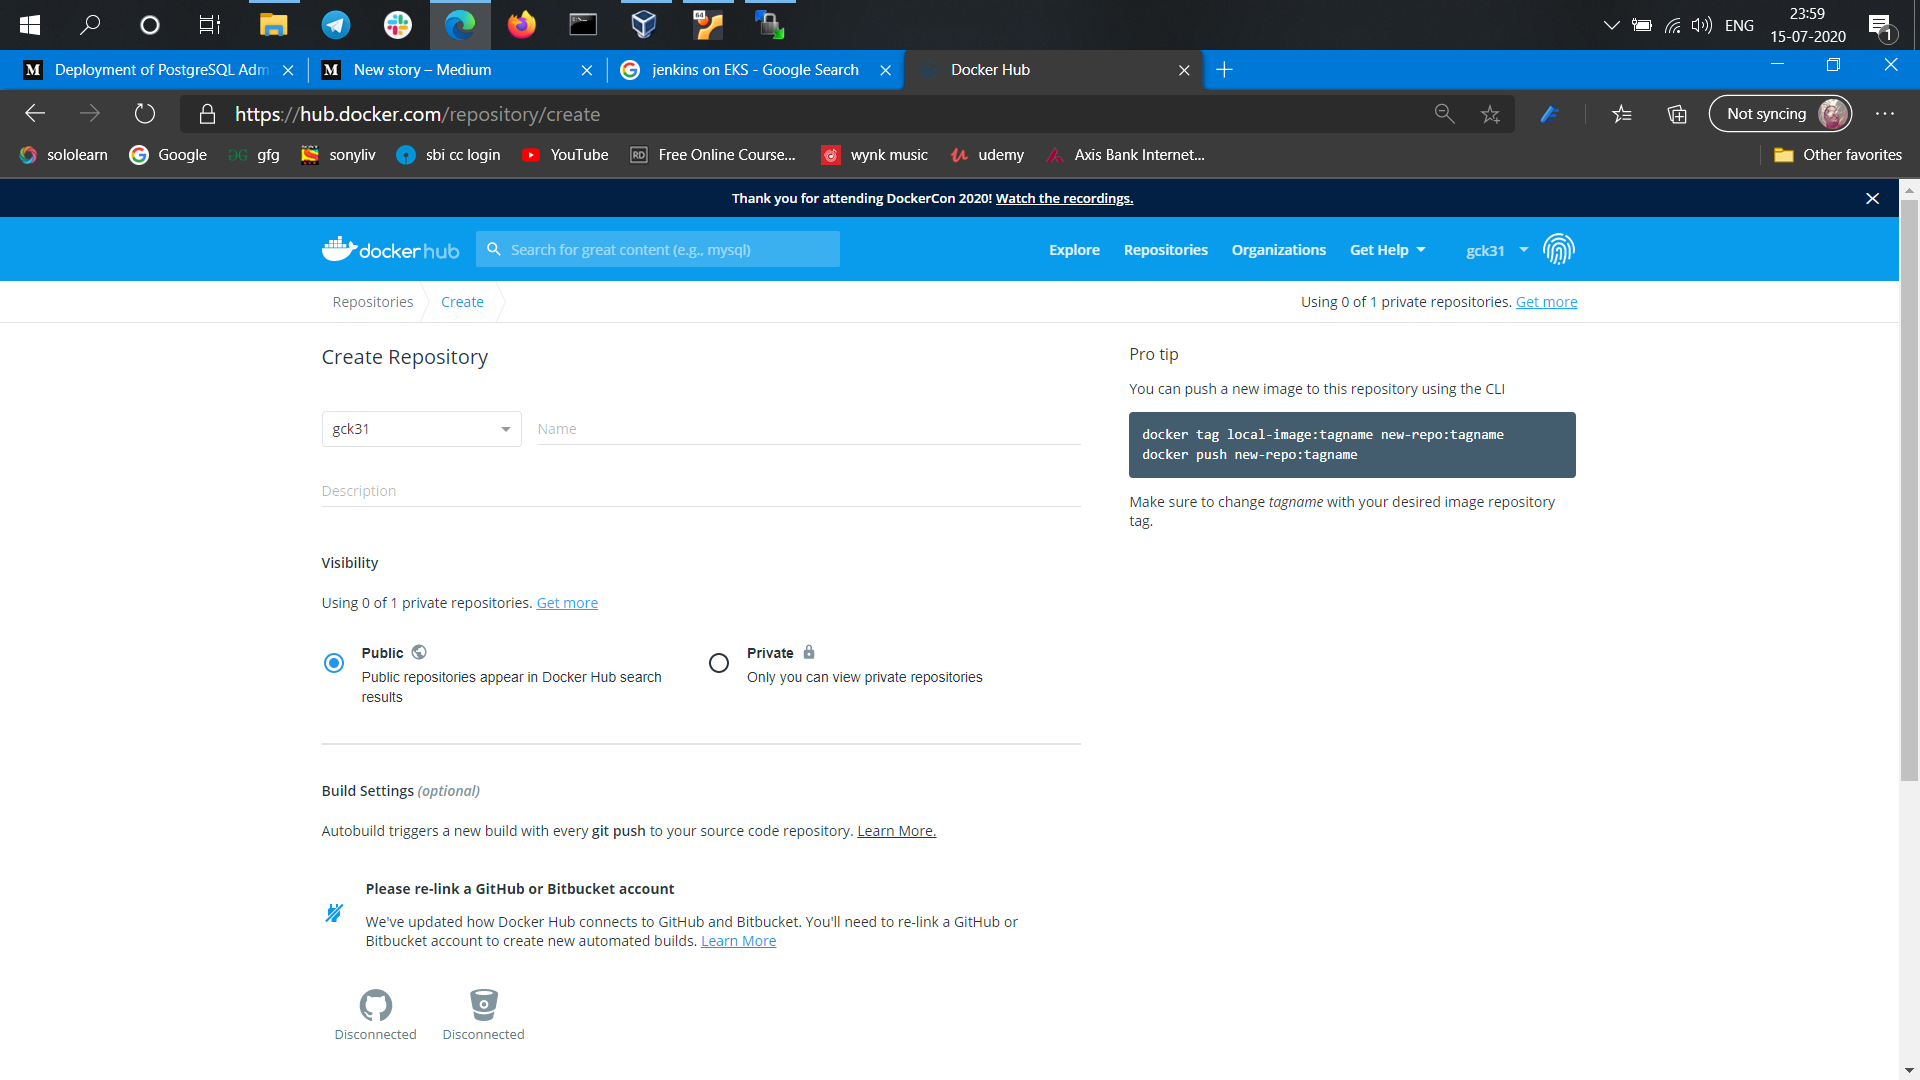 23:59
ENG
15-07-2020
1
64
M Deployment of PostgreSQL Adm
M New story – Medium
jenkins on EKS - Google Search
Docker Hub
https://hub.docker.com/repository/create
Not syncing
sololearn
Google
gfg
sonyliv
sbi cc login
YouTube
RD Free Online Course...
wynk music
udemy
Axis Bank Internet...
Other favorites
Thank you for attending DockerCon 2020! Watch the recordings.
docker hub
Search for great content (e.g., mysql)
Explore
Repositories
Organizations
Get Help
gck31
Repositories
Create
Using 0 of 1 private repositories. Get more
Create Repository
gck31
Name
Description
Pro tip
You can push a new image to this repository using the CLI
docker tag local-image:tagname new-repo:tagname
docker push new-repo:tagname
Make sure to change tagname with your desired image repository
tag.
Visibility
Using 0 of 1 private repositories. Get more
Public
Public repositories appear in Docker Hub search
results
Private
Only you can view private repositories
Build Settings (optional)
Autobuild triggers a new build with every git push to your source code repository. Learn More.
Please re-link a GitHub or Bitbucket account
We've updated how Docker Hub connects to GitHub and Bitbucket. You'll need to re-link a GitHub or
Bitbucket account to create new automated builds. Learn More
Disconnected
Disconnected